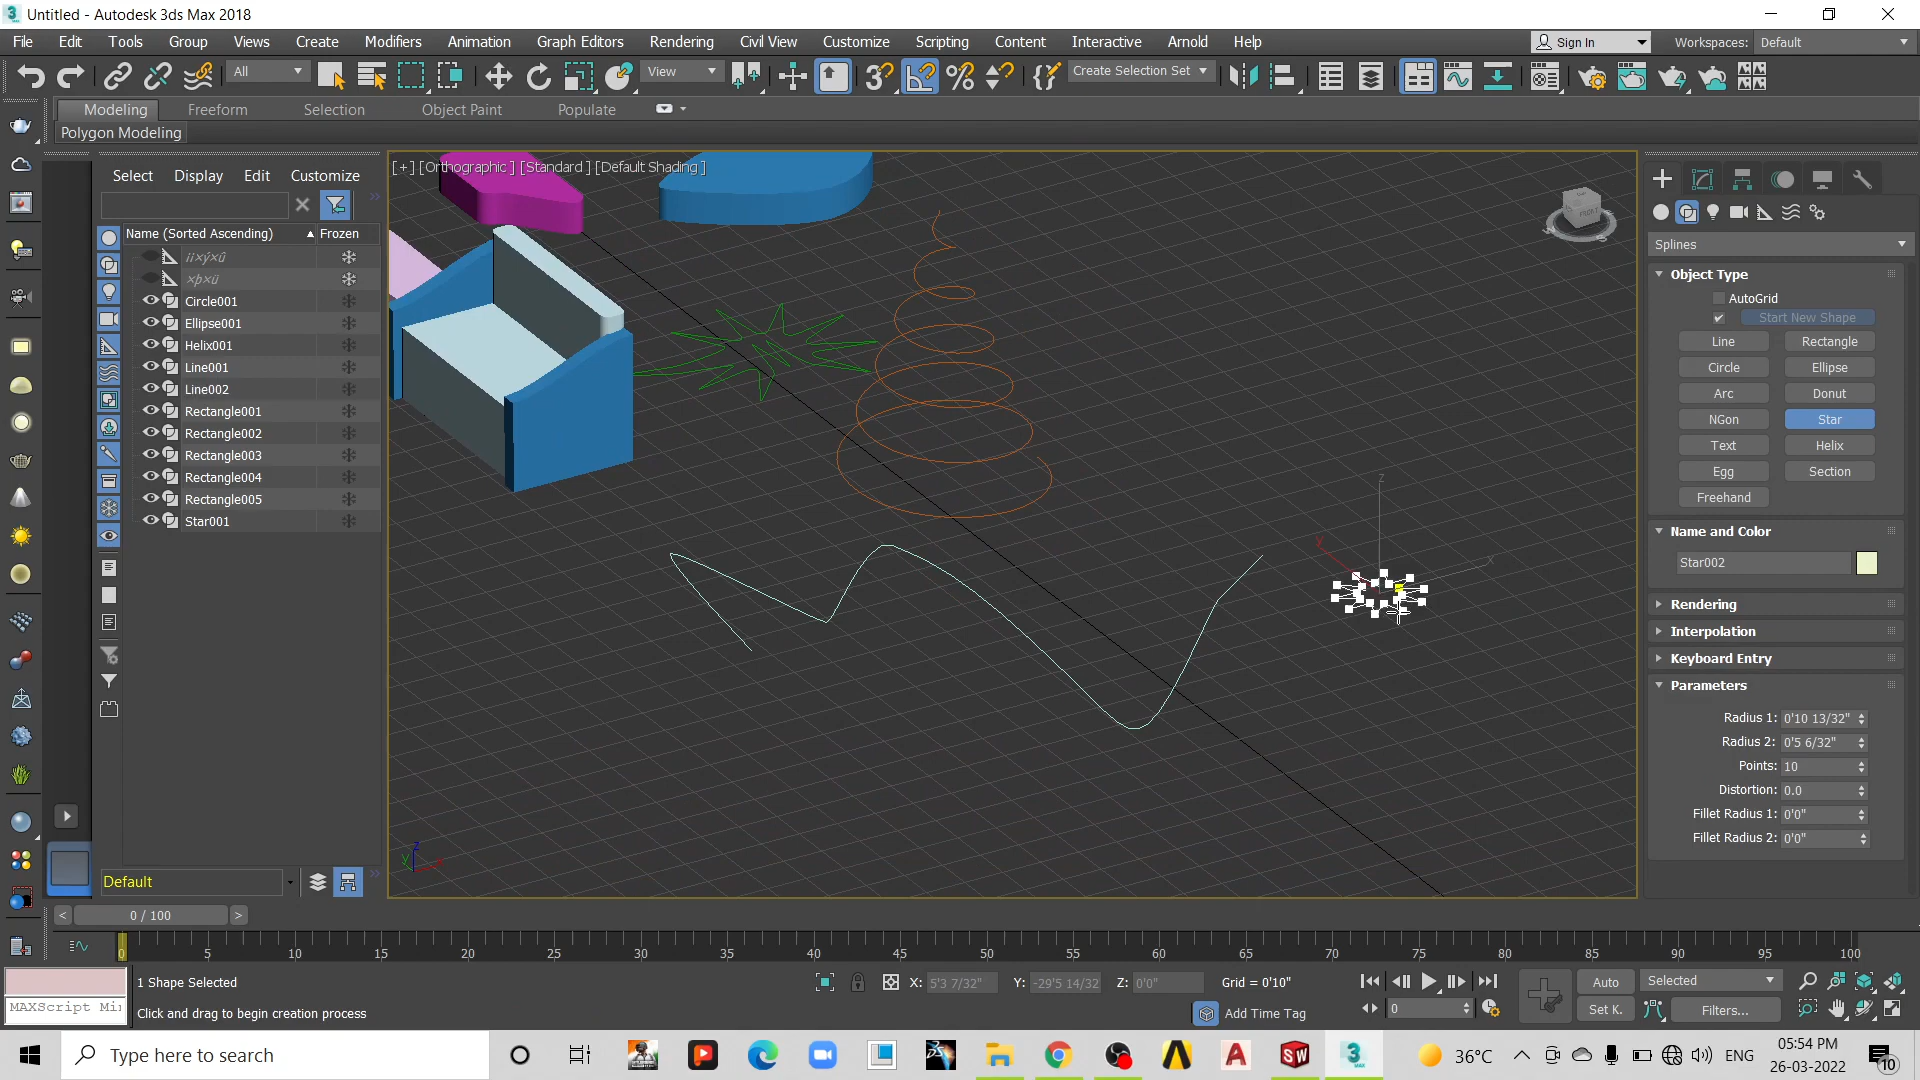 Untitled - Autodesk 3ds Max 2018
File Edit Tools Group Views Create Modifiers Animation Graph Editors Rendering Civil View Customize Scripting Content Interactive Arnold Help
Sign In Workspaces: Default
All View Create Selection Set
Modeling Freeform Selection Object Paint Populate
Polygon Modeling
Select Display Edit Customize
[+] [Orthographic ] [Standard ] [Default Shading ]
Name (Sorted Ascending) Frozen
Circle001
Ellipse001
Helix001
Line001
Line002
Rectangle001
Rectangle002
Rectangle003
Rectangle004
Rectangle005
Star001
Default
FRONT
z
x
y
z
y
Splines
Object Type
AutoGrid
Start New Shape
Line Rectangle
Circle Ellipse
Arc Donut
NGon Star
Text Helix
Egg Section
Freehand
Name and Color
Star002
Rendering
Interpolation
Keyboard Entry
Parameters
Radius 1: 0'10 13/32"
Radius 2: 0'5 6/32"
Points: 10
Distortion: 0.0
Fillet Radius 1: 0'0"
Fillet Radius 2: 0'0"
< 0 / 100 >
0 5 10 15 20 25 30 35 40 45 50 55 60 65 70 75 80 85 90 95 100
1 Shape Selected
X: 5'3 7/32" Y: -29'5 14/32 Z: 0'0" Grid = 0'10"
Auto Selected
MAXScript Mi
Click and drag to begin creation process
Add Time Tag
0
Set K. Filters...
Type here to search
36°C ENG
05:54 PM
26-03-2022
10